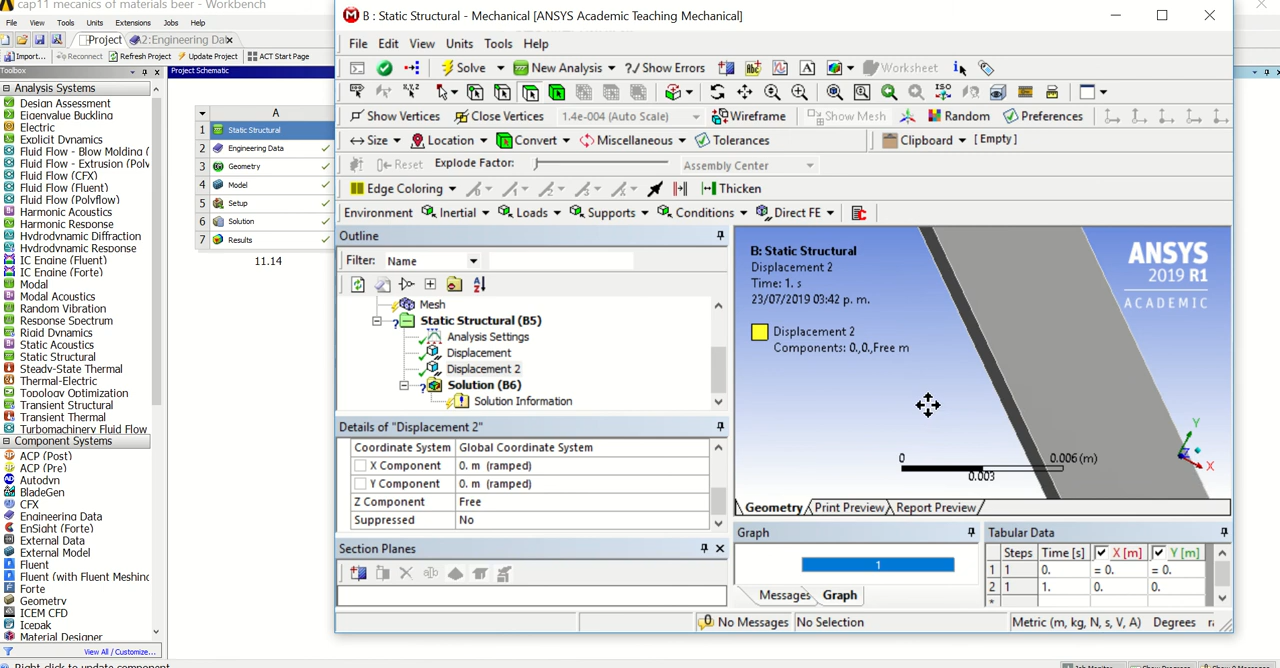 cap11 mecanics of materials beer - Workbench
File View Tools Units Extensions Jobs Help
Project
A2:Engineering Data
Import... Reconnect Refresh Project Update Project ACT Start Page
Toolbox
Project Schematic
Analysis Systems
Design Assessment
Eigenvalue Buckling
Electric
Explicit Dynamics
Fluid Flow - Blow Molding (
Fluid Flow - Extrusion (Poly
Fluid Flow (CFX)
Fluid Flow (Fluent)
Fluid Flow (Polyflow)
Harmonic Acoustics
Harmonic Response
Hydrodynamic Diffraction
Hydrodynamic Response
IC Engine (Fluent)
IC Engine (Forte)
Modal
Modal Acoustics
Random Vibration
Response Spectrum
Rigid Dynamics
Static Acoustics
Static Structural
Steady-State Thermal
Thermal-Electric
Topology Optimization
Transient Structural
Transient Thermal
Turbomachinery Fluid Flow
Component Systems
ACP (Post)
ACP (Pre)
Autodyn
BladeGen
CFX
Engineering Data
EnSight (Forte)
External Data
External Model
Fluent
Fluent (with Fluent Meshing
Forte
Geometry
ICEM CFD
Icepak
Material Designer
View All / Customize...
Right-click to update component
A
1 Static Structural
2 Engineering Data
3 Geometry
4 Model
5 Setup
6 Solution
7 Results
11.14
B : Static Structural - Mechanical [ANSYS Academic Teaching Mechanical]
File Edit View Units Tools Help
Solve New Analysis ?/ Show Errors Worksheet
Show Vertices Close Vertices 1.4e-004 (Auto Scale) Wireframe Show Mesh Random Preferences
Size Location Convert Miscellaneous Tolerances Clipboard [ Empty ]
Reset Explode Factor: Assembly Center
Edge Coloring Thicken
Environment Inertial Loads Supports Conditions Direct FE
Outline
Filter: Name
Mesh
Static Structural (B5)
Analysis Settings
Displacement
Displacement 2
Solution (B6)
Solution Information
Details of "Displacement 2"
Coordinate System Global Coordinate System
X Component 0. m (ramped)
Y Component 0. m (ramped)
Z Component Free
Suppressed No
Section Planes
B: Static Structural
Displacement 2
Time: 1. s
23/07/2019 03:42 p. m.
Displacement 2
Components: 0.,0.,Free m
ANSYS
2019 R1
ACADEMIC
Y
Z
X
0 0.006 (m)
0.003
Geometry Print Preview Report Preview
Graph
1
Messages Graph
Tabular Data
Steps Time [s] X [m] Y [m]
1 1 0. = 0. = 0.
2 1 1. 0. 0.
*
0 No Messages No Selection Metric (m, kg, N, s, V, A) Degrees
Job Monitor... Show Progress Show 0 Messages